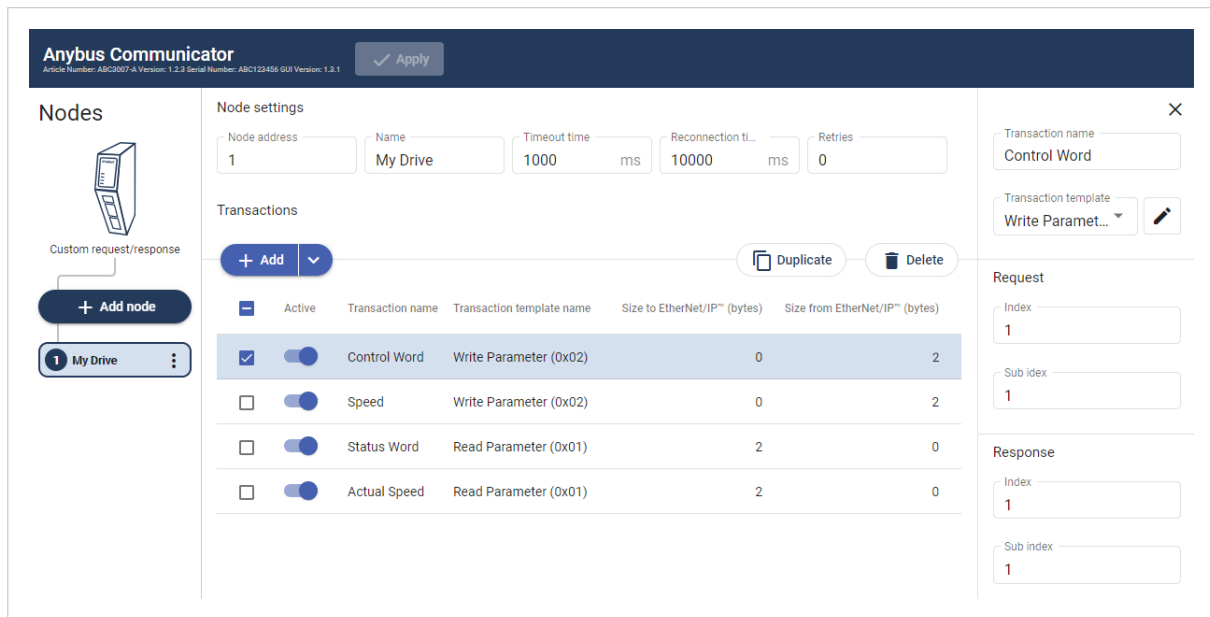 Anybus Communicator
Article Number: ABC3007-A Version: 1.2.3 Serial Number: ABC123456 GUI Version: 1.3.1
Apply
Nodes
Custom request/response
+ Add node
1 My Drive
Node settings
Node address
1
Name
My Drive
Timeout time
1000 ms
Reconnection ti...
10000 ms
Retries
0
Transactions
+ Add
Duplicate
Delete
Active Transaction name Transaction template name Size to EtherNet/IP™ (bytes) Size from EtherNet/IP™ (bytes)
Control Word Write Parameter (0x02) 0 2
Speed Write Parameter (0x02) 0 2
Status Word Read Parameter (0x01) 2 0
Actual Speed Read Parameter (0x01) 2 0
Transaction name
Control Word
Transaction template
Write Paramet...
Request
Index
1
Sub idex
1
Response
Index
1
Sub index
1